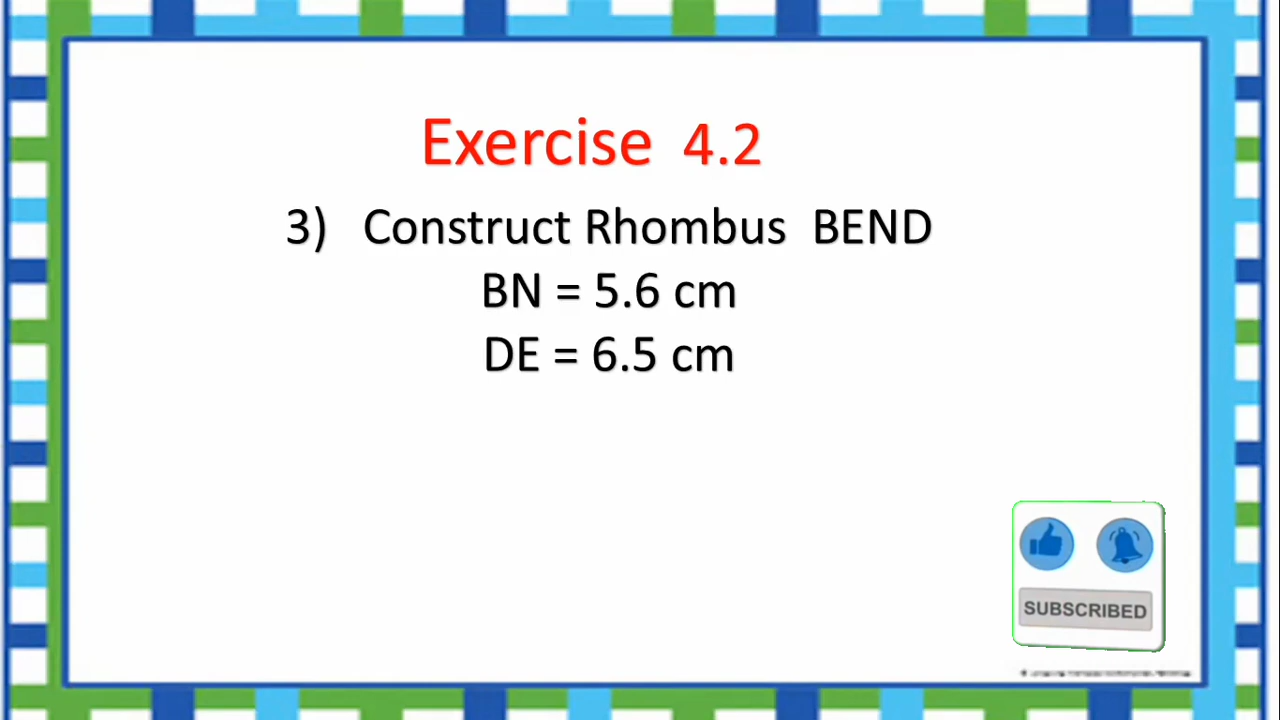 Exercise 4.2
3) Construct Rhombus BEND
BN = 5.6 cm
DE = 6.5 cm
SUBSCRIBED